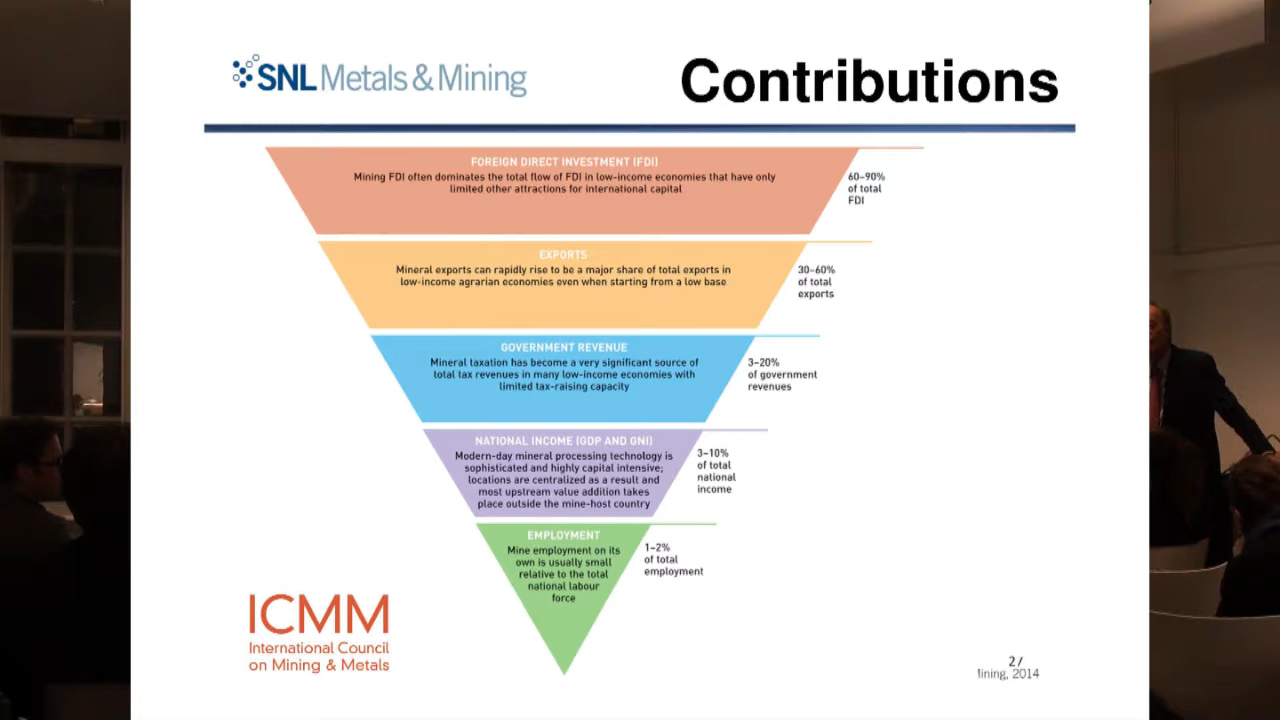 SNL Metals & Mining
Contributions
FOREIGN DIRECT INVESTMENT (FDI)
Mining FDI often dominates the total flow of FDI in low-income economies that have only
limited other attractions for international capital
60–90%
of total
FDI
EXPORTS
Mineral exports can rapidly rise to be a major share of total exports in
low-income agrarian economies even when starting from a low base
30–60%
of total
exports
GOVERNMENT REVENUE
Mineral taxation has become a very significant source of
total tax revenues in many low-income economies with
limited tax-raising capacity
3–20%
of government
revenues
NATIONAL INCOME (GDP AND GNI)
Modern-day mineral processing technology is
sophisticated and highly capital intensive;
locations are centralized as a result and
most upstream value addition takes
place outside the mine-host country
3–10%
of total
national
income
EMPLOYMENT
Mine employment on its
own is usually small
relative to the total
national labour
force
1–2%
of total
employment
ICMM
International Council
on Mining & Metals
2/
ining, 2014